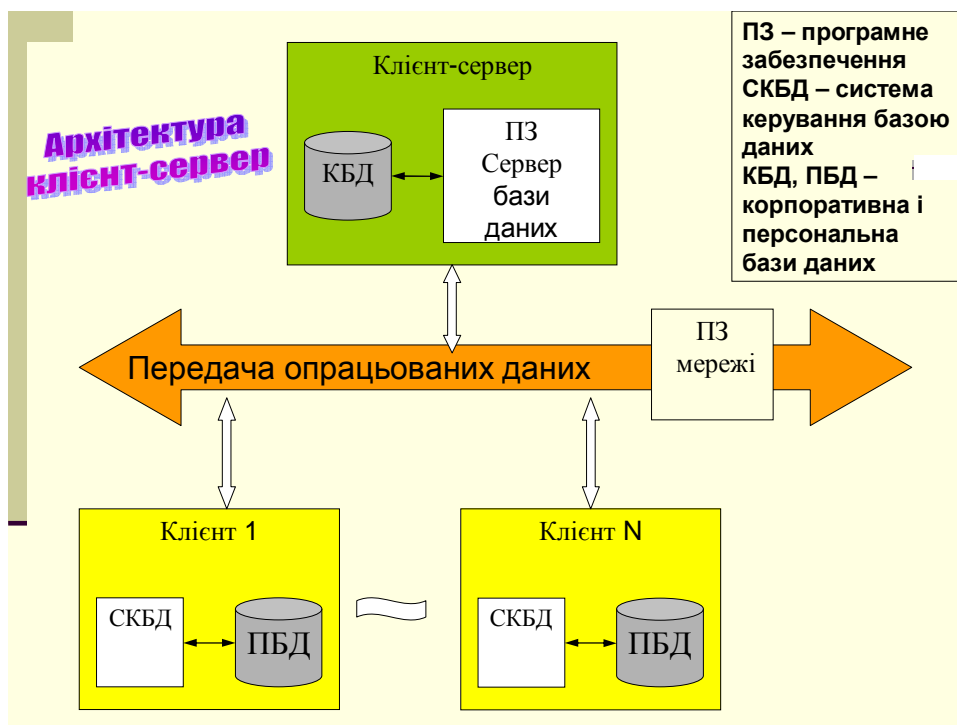 Архітектура
клієнт-сервер
Клієнт-сервер
КБД
ПЗ
Сервер
бази
даних
ПЗ – програмне
забезпечення
СКБД – система
керування базою
даних
КБД, ПБД –
корпоративна і
персональна
бази даних
Передача опрацьованих даних
ПЗ
мережі
Клієнт 1
СКБД
ПБД
Клієнт N
СКБД
ПБД